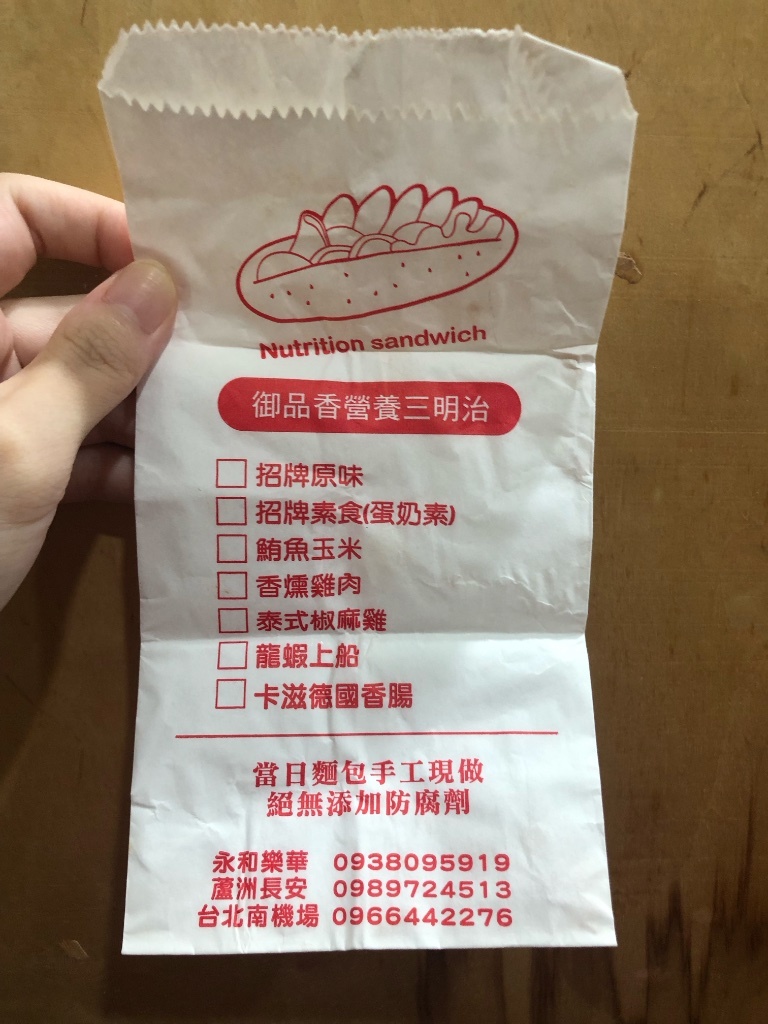 Nutrition sandwich
御品香營養三明治
招牌原味
招牌素食(蛋奶素)
鮪魚玉米
香燻雞肉
泰式椒麻雞
龍蝦上船
卡滋德國香腸
當日麵包手工現做
絕無添加防腐劑
永和樂華 0938095919
蘆洲長安 0989724513
台北南機場 0966442276